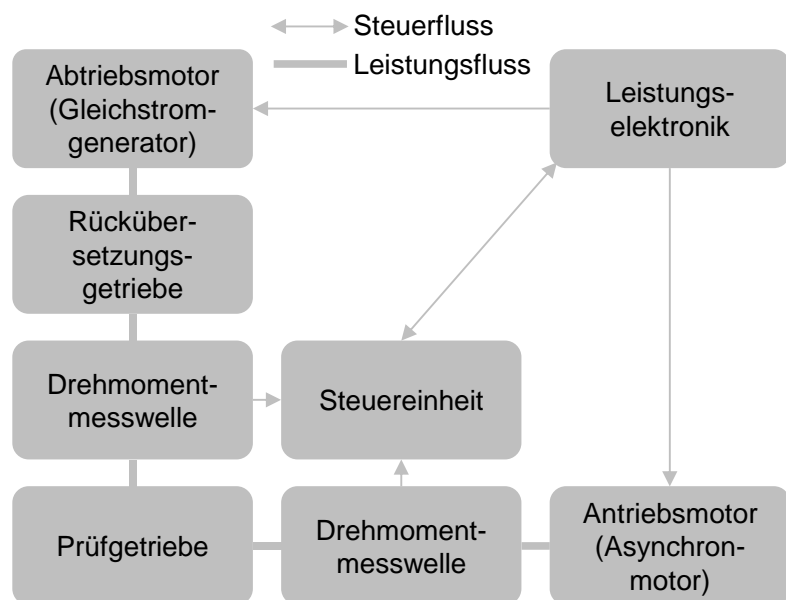 Steuerfluss
Leistungsfluss
Abtriebsmotor
(Gleichstrom-
generator)
Leistungs-
elektronik
Rücküber-
setzungs-
getriebe
Drehmoment-
messwelle
Steuereinheit
Prüfgetriebe
Drehmoment-
messwelle
Antriebsmotor
(Asynchron-
motor)